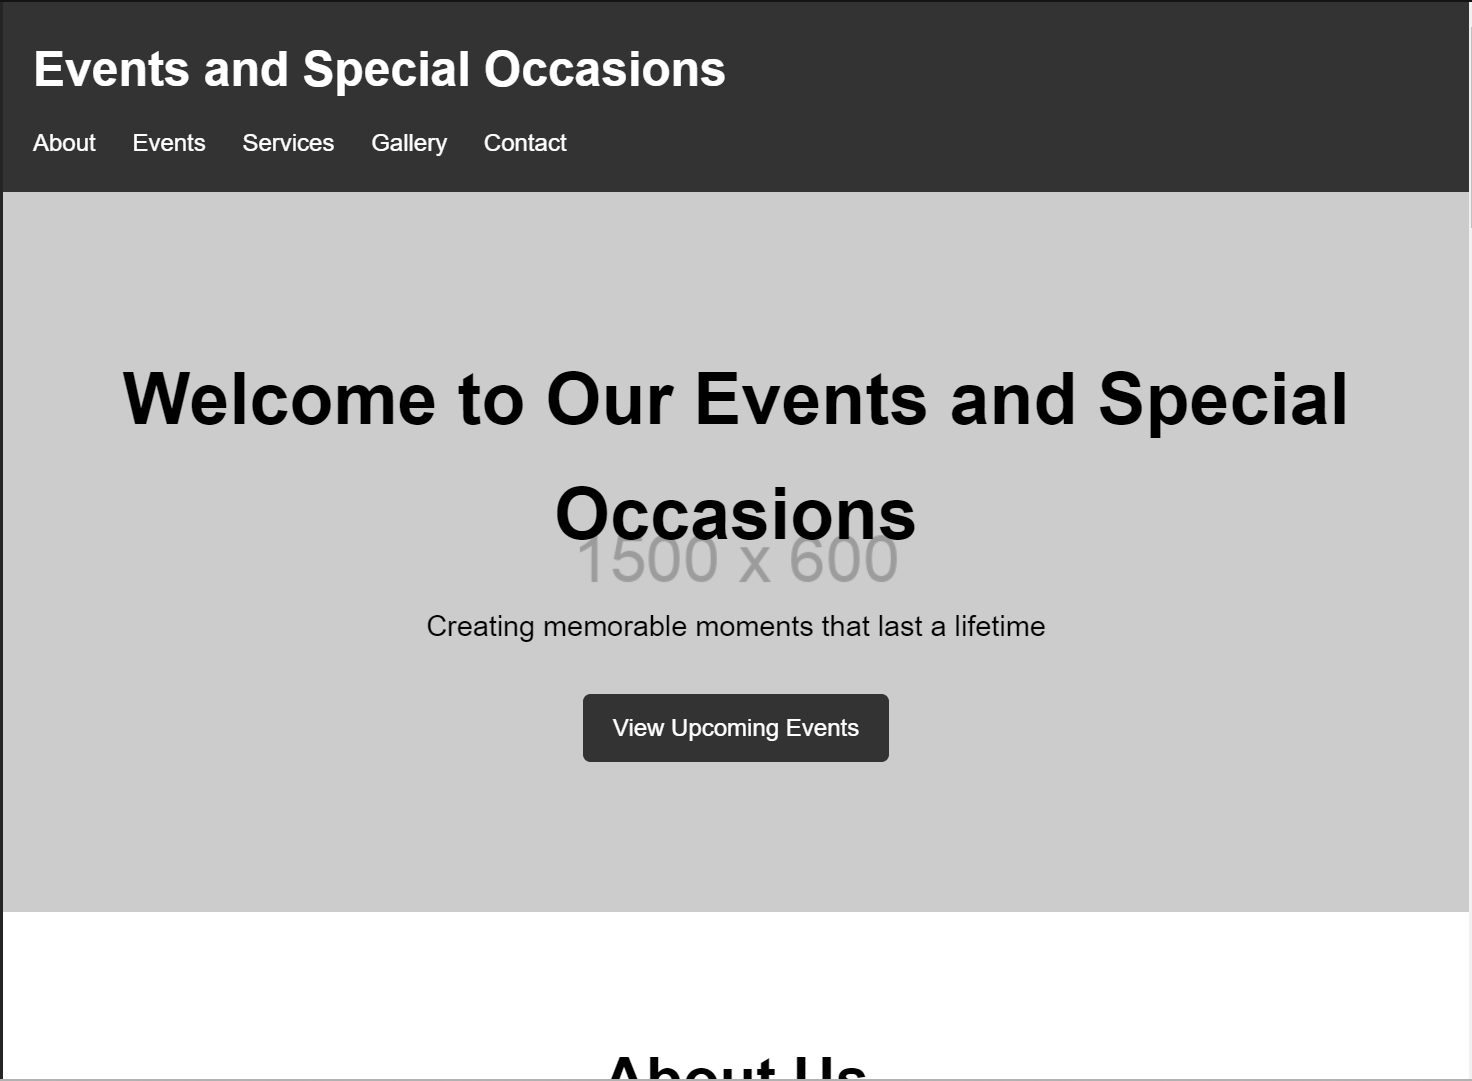 Events and Special Occasions
About Events Services Gallery Contact
Welcome to Our Events and Special
Occasions
1500 x 600
Creating memorable moments that last a lifetime
View Upcoming Events
About Us